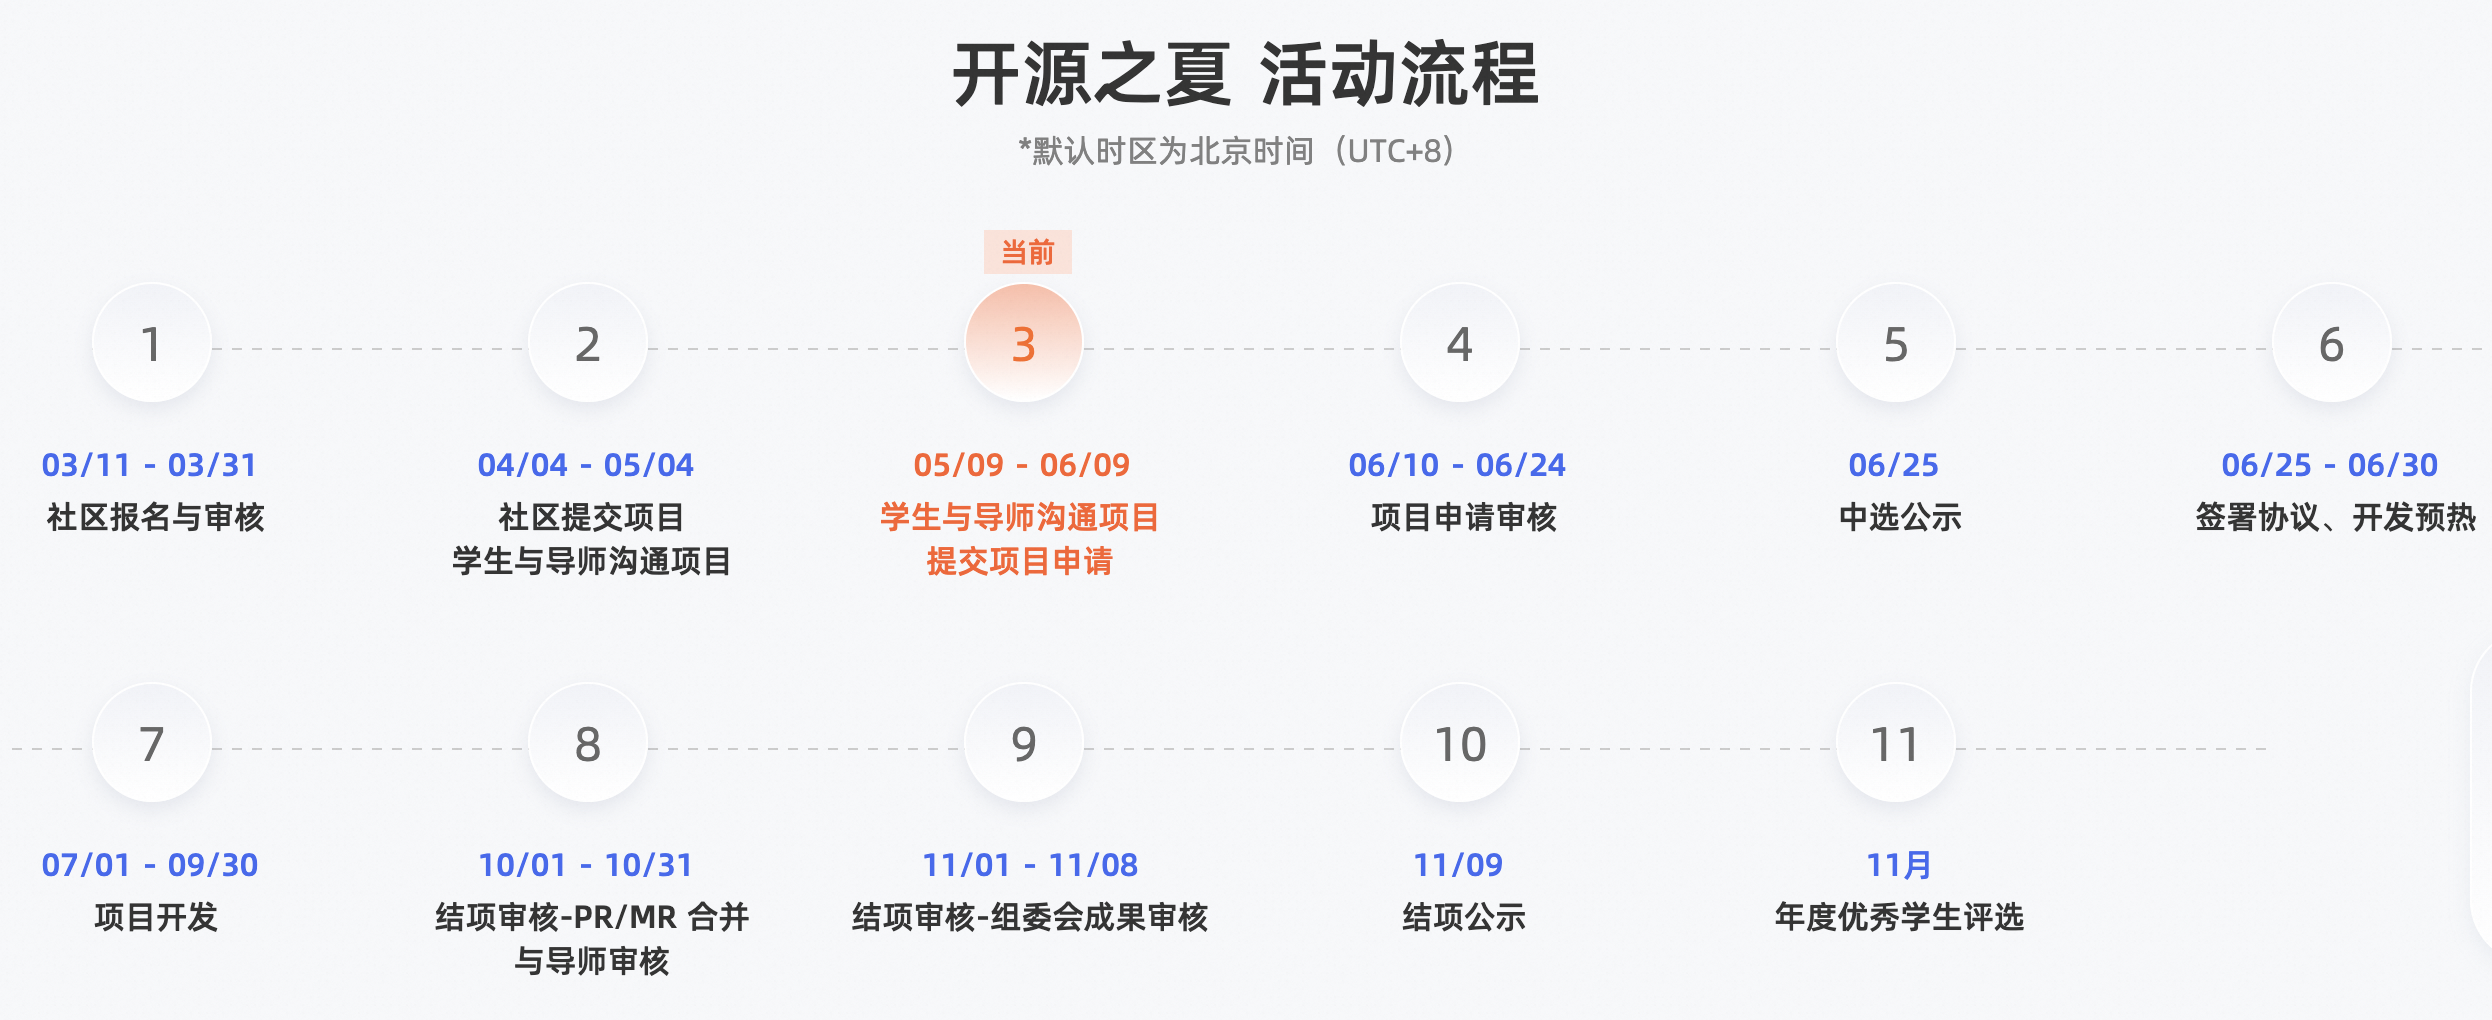 开源之夏 活动流程
*默认时区为北京时间（UTC+8）
当前
1
2
3
4
5
6
03/11 - 03/31
社区报名与审核
04/04 - 05/04
社区提交项目
学生与导师沟通项目
05/09 - 06/09
学生与导师沟通项目
提交项目申请
06/10 - 06/24
项目申请审核
06/25
中选公示
06/25 - 06/30
签署协议、开发预热
7
8
9
10
11
07/01 - 09/30
项目开发
10/01 - 10/31
结项审核-PR/MR 合并
与导师审核
11/01 - 11/08
结项审核-组委会成果审核
11/09
结项公示
11月
年度优秀学生评选